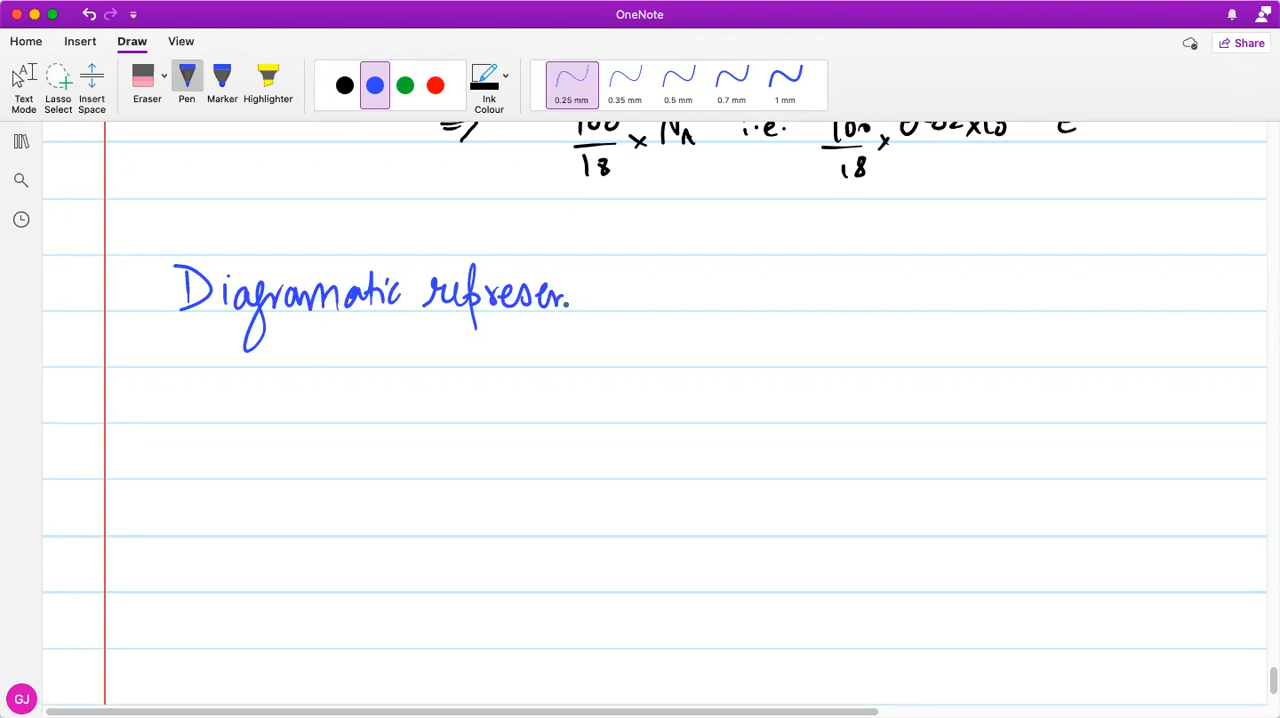 OneNote
Home Insert Draw View
Share
Text Mode
Lasso Select
Insert Space
Eraser
Pen
Marker
Highlighter
Ink Colour
0.25 mm 0.35 mm 0.5 mm 0.7 mm 1 mm
=> 100/18 × NA i.e. 100/18 ×
Diagramatic represen
GJ